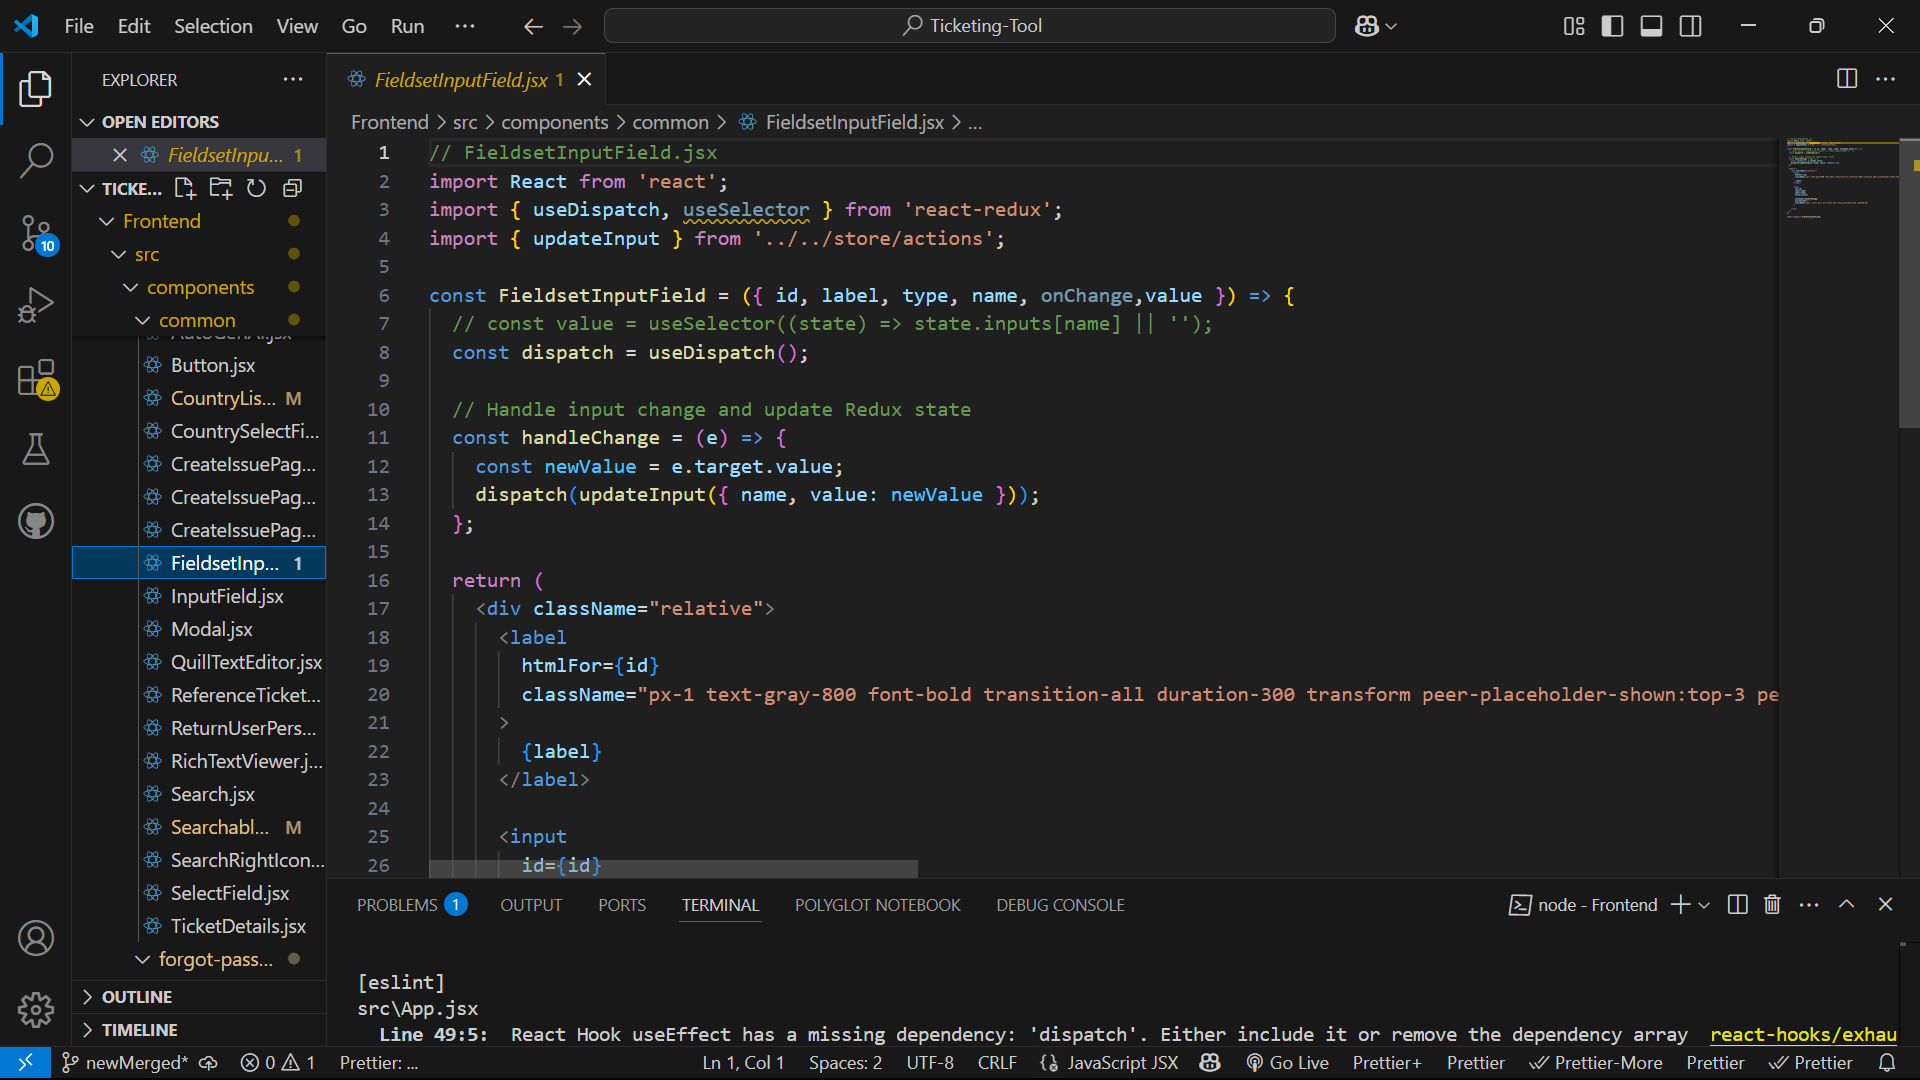 File Edit Selection View Go Run ··· Ticketing-Tool
EXPLORER ···
OPEN EDITORS
FieldsetInpu... 1
TICKE...
Frontend
src
components
common
Button.jsx
CountryLis... M
CountrySelectFi...
CreateIssuePag...
CreateIssuePag...
CreateIssuePag...
FieldsetInp... 1
InputField.jsx
Modal.jsx
QuillTextEditor.jsx
ReferenceTicket...
ReturnUserPers...
RichTextViewer.j...
Search.jsx
Searchabl... M
SearchRightIcon...
SelectField.jsx
TicketDetails.jsx
forgot-pass...
OUTLINE
TIMELINE
10
FieldsetInputField.jsx 1
Frontend > src > components > common > FieldsetInputField.jsx > ...
1 // FieldsetInputField.jsx
2 import React from 'react';
3 import { useDispatch, useSelector } from 'react-redux';
4 import { updateInput } from '../../store/actions';
5
6 const FieldsetInputField = ({ id, label, type, name, onChange,value }) => {
7 // const value = useSelector((state) => state.inputs[name] || '');
8 const dispatch = useDispatch();
9
10 // Handle input change and update Redux state
11 const handleChange = (e) => {
12 const newValue = e.target.value;
13 dispatch(updateInput({ name, value: newValue }));
14 };
15
16 return (
17 <div className="relative">
18 <label
19 htmlFor={id}
20 className="px-1 text-gray-800 font-bold transition-all duration-300 transform peer-placeholder-shown:top-3 pe
21 >
22 {label}
23 </label>
24
25 <input
26 id={id}
PROBLEMS 1 OUTPUT PORTS TERMINAL POLYGLOT NOTEBOOK DEBUG CONSOLE node - Frontend
[eslint]
src\App.jsx
Line 49:5: React Hook useEffect has a missing dependency: 'dispatch'. Either include it or remove the dependency array react-hooks/exhau
newMerged* 0 1 Prettier: ... Ln 1, Col 1 Spaces: 2 UTF-8 CRLF JavaScript JSX Go Live Prettier+ Prettier Prettier-More Prettier Prettier